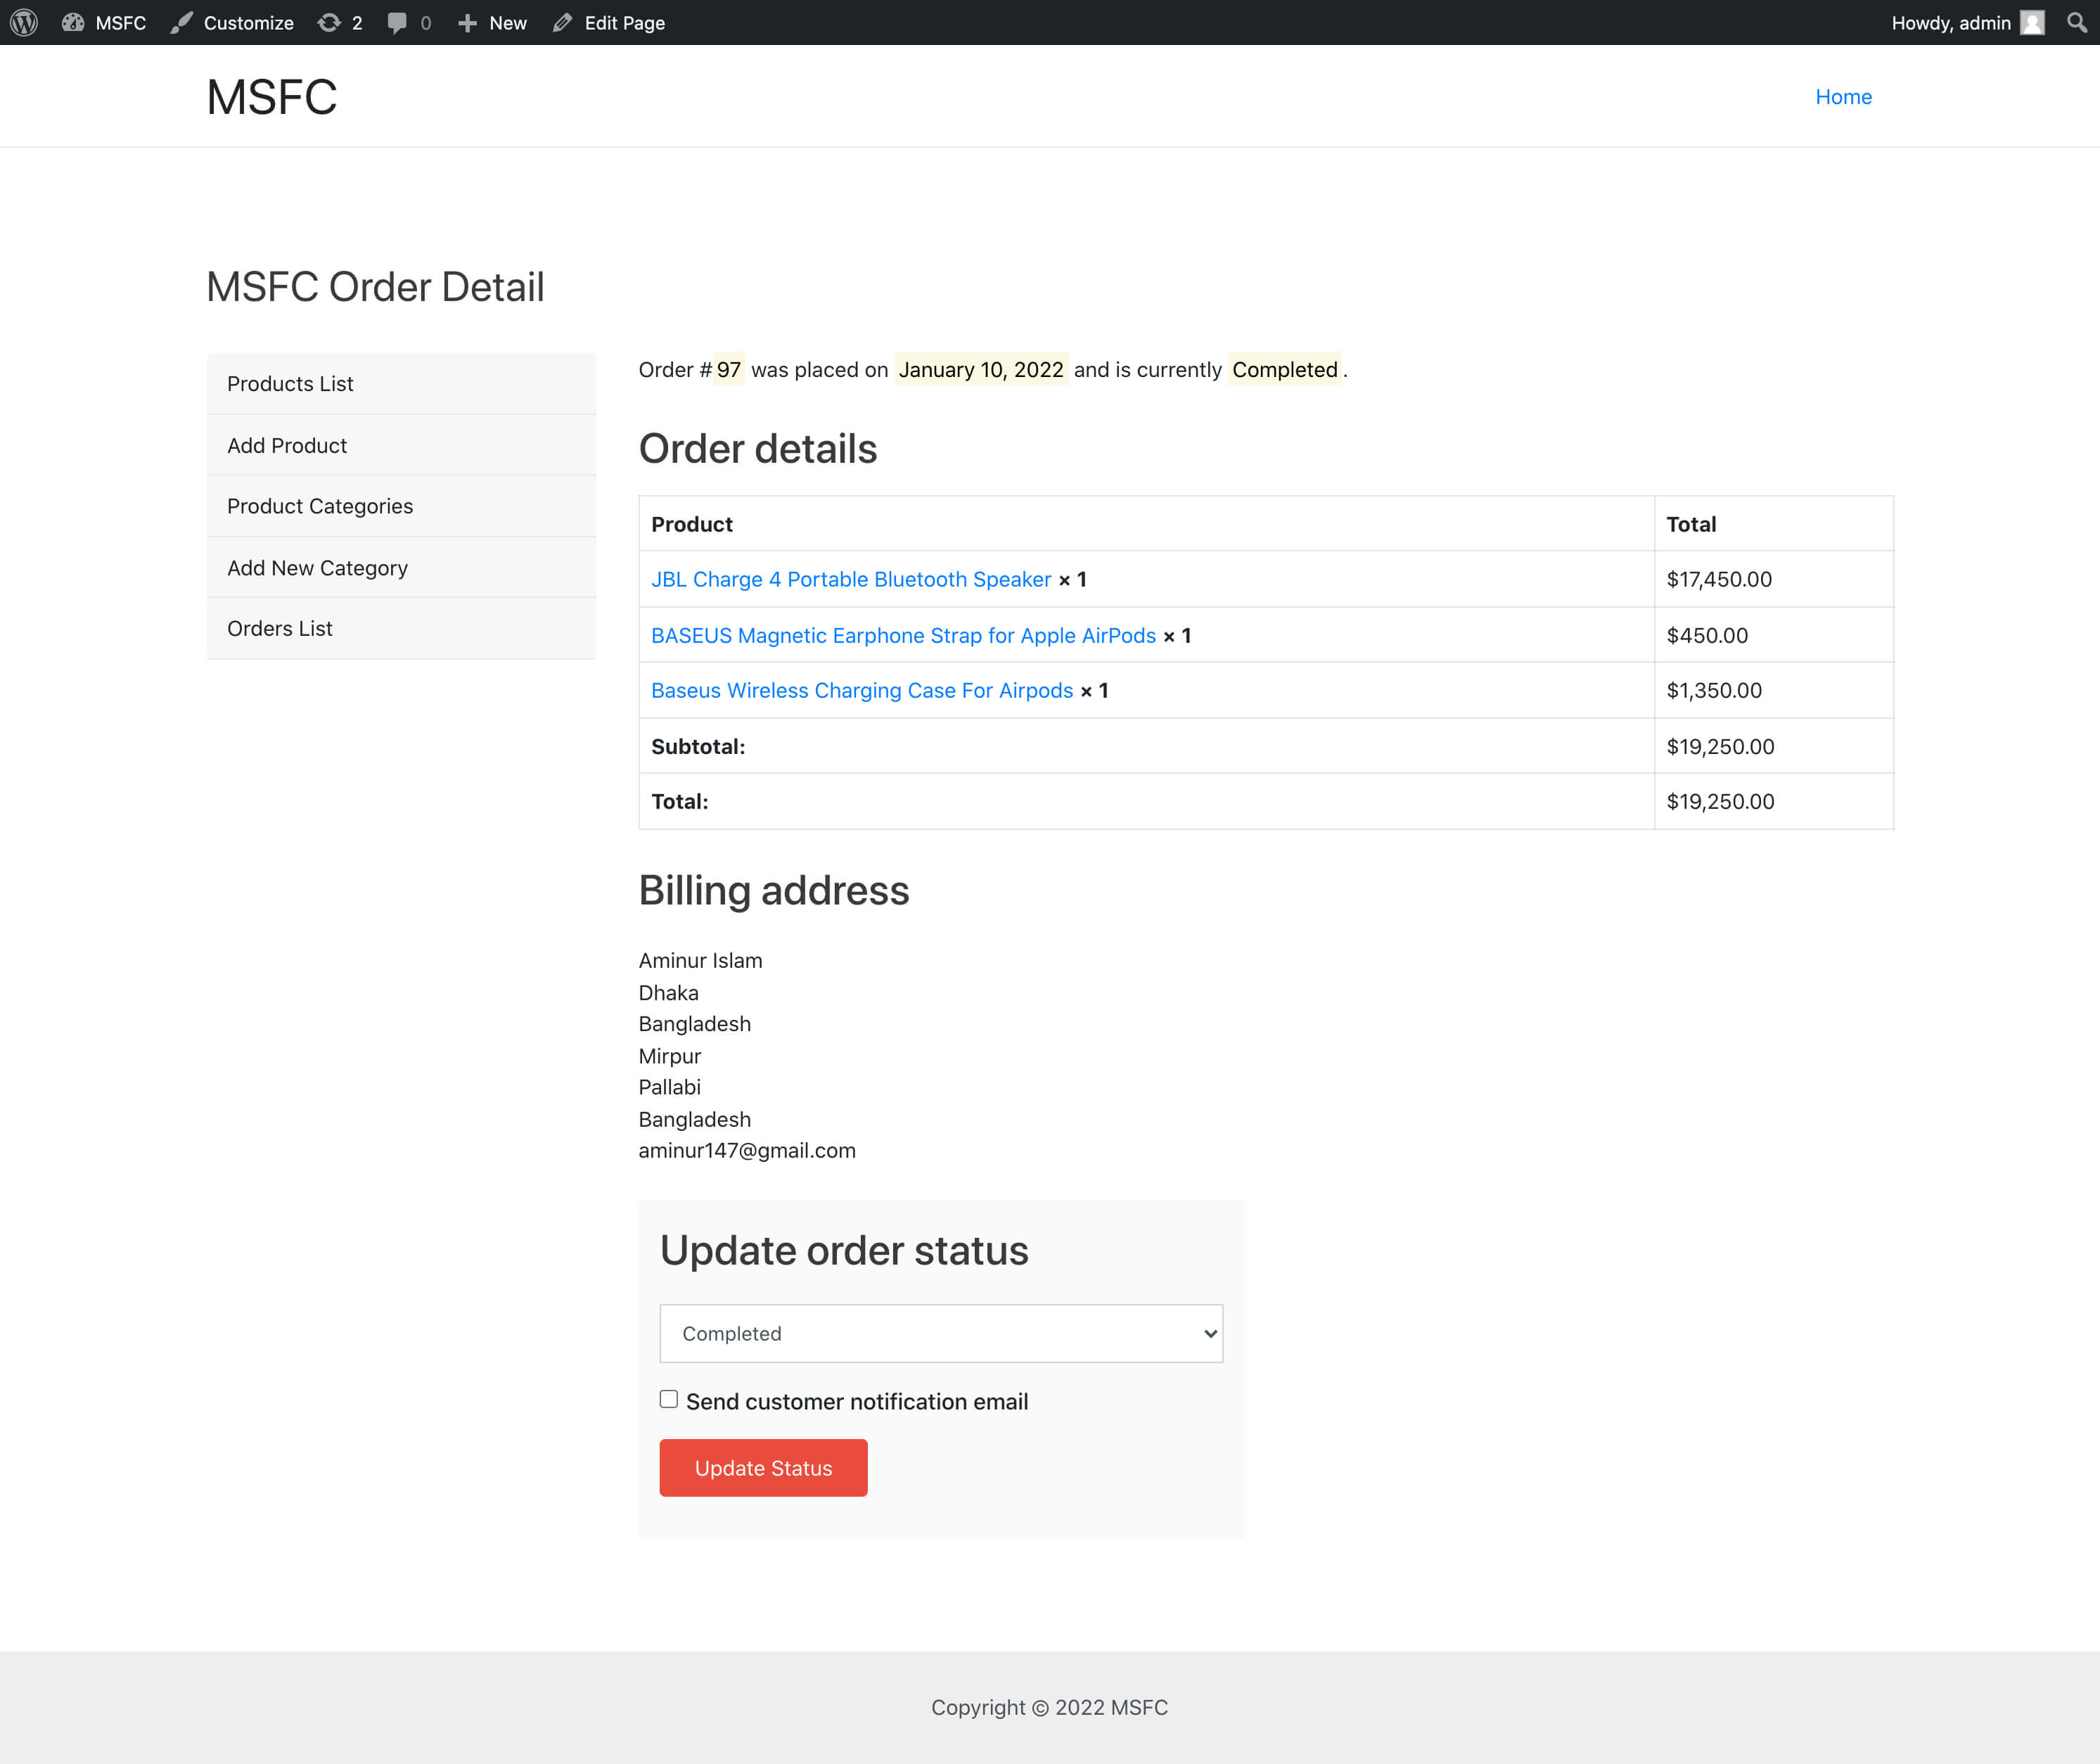 MSFC Customize 2 0 New Edit Page Howdy, admin
MSFC Home
MSFC Order Detail
Products List
Add Product
Product Categories
Add New Category
Orders List
Order #97 was placed on January 10, 2022 and is currently Completed.
Order details
Product Total
JBL Charge 4 Portable Bluetooth Speaker × 1 $17,450.00
BASEUS Magnetic Earphone Strap for Apple AirPods × 1 $450.00
Baseus Wireless Charging Case For Airpods × 1 $1,350.00
Subtotal: $19,250.00
Total: $19,250.00
Billing address
Aminur Islam
Dhaka
Bangladesh
Mirpur
Pallabi
Bangladesh
aminur147@gmail.com
Update order status
Completed
Send customer notification email
Update Status
Copyright © 2022 MSFC